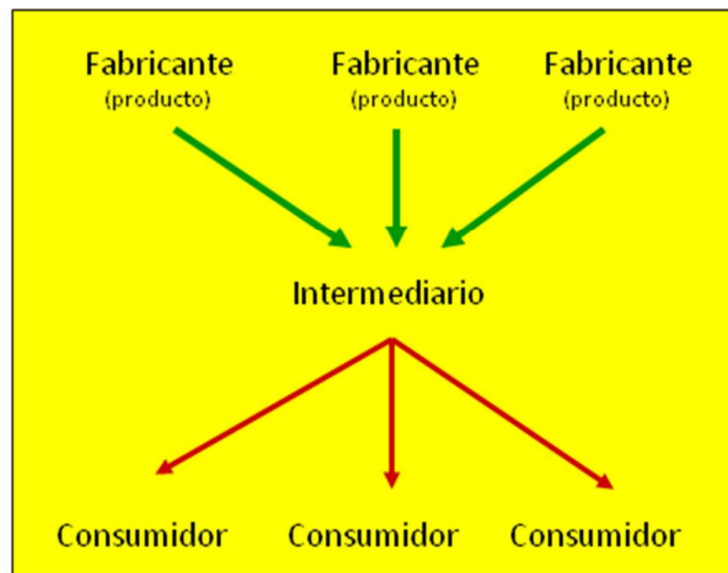 Fabricante Fabricante Fabricante
(producto) (producto) (producto)
Intermediario
Consumidor Consumidor Consumidor